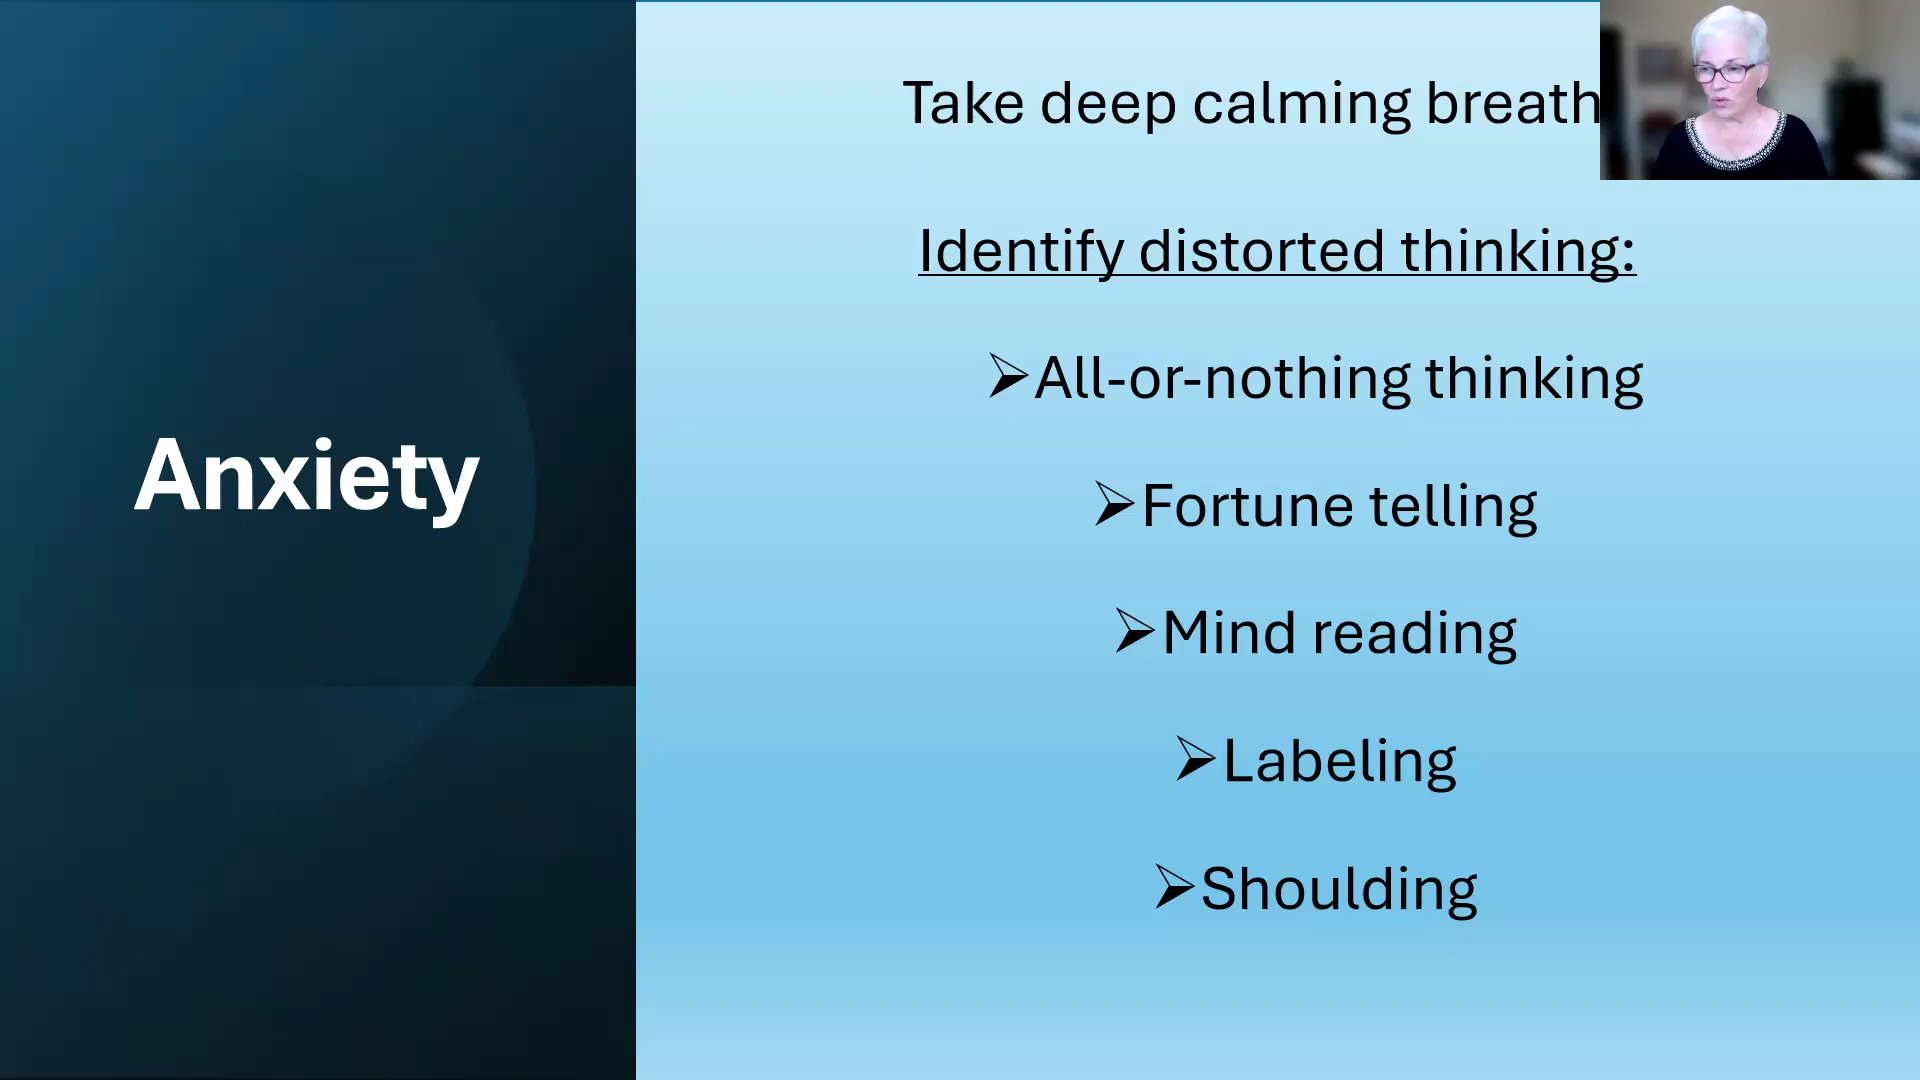 Anxiety
Take deep calming breath
Identify distorted thinking:
➢All-or-nothing thinking
➢Fortune telling
➢Mind reading
➢Labeling
➢Shoulding